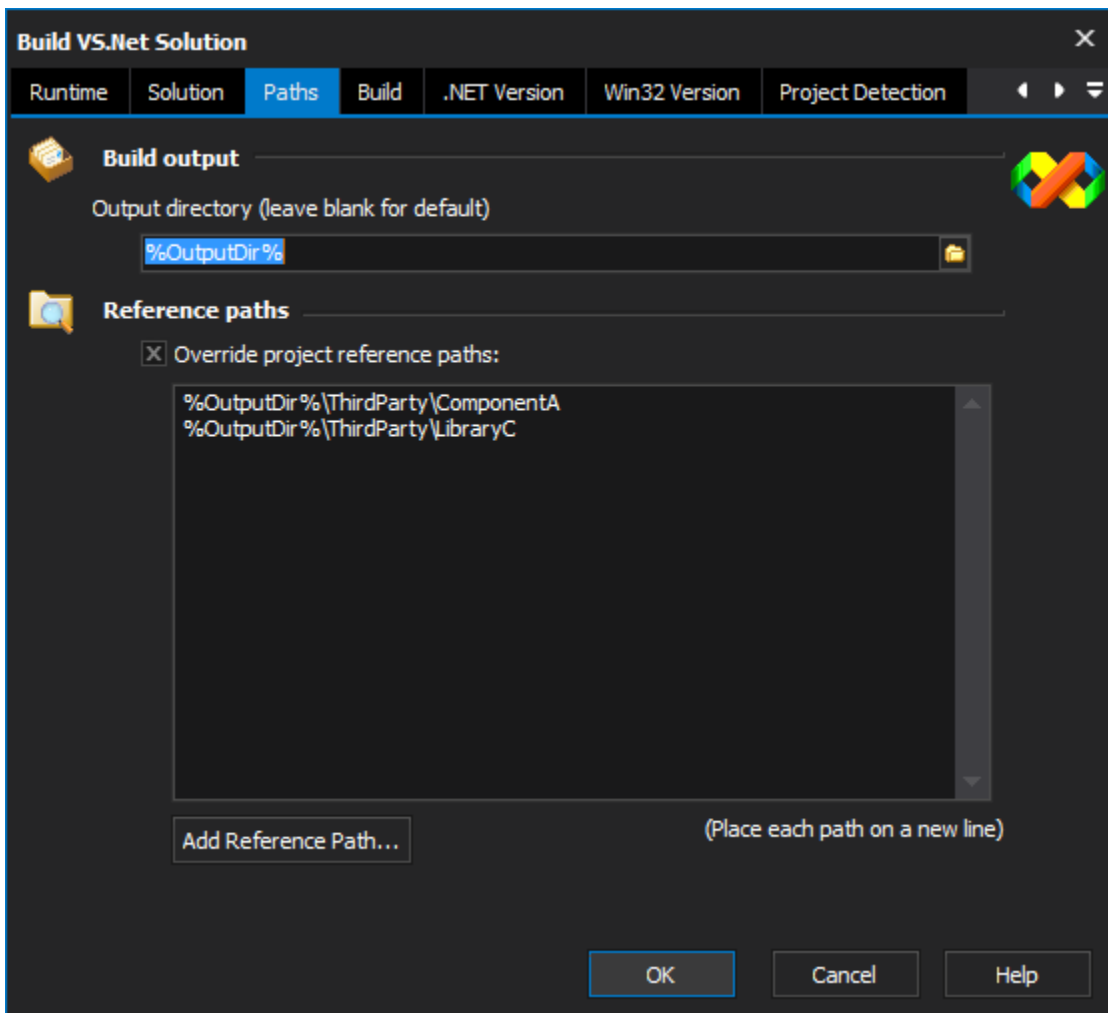 Build VS.Net Solution
Runtime Solution Paths Build .NET Version Win32 Version Project Detection
Build output
Output directory (leave blank for default)
%OutputDir%
Reference paths
Override project reference paths:
%OutputDir%\ThirdParty\ComponentA
%OutputDir%\ThirdParty\LibraryC
Add Reference Path...
(Place each path on a new line)
OK Cancel Help